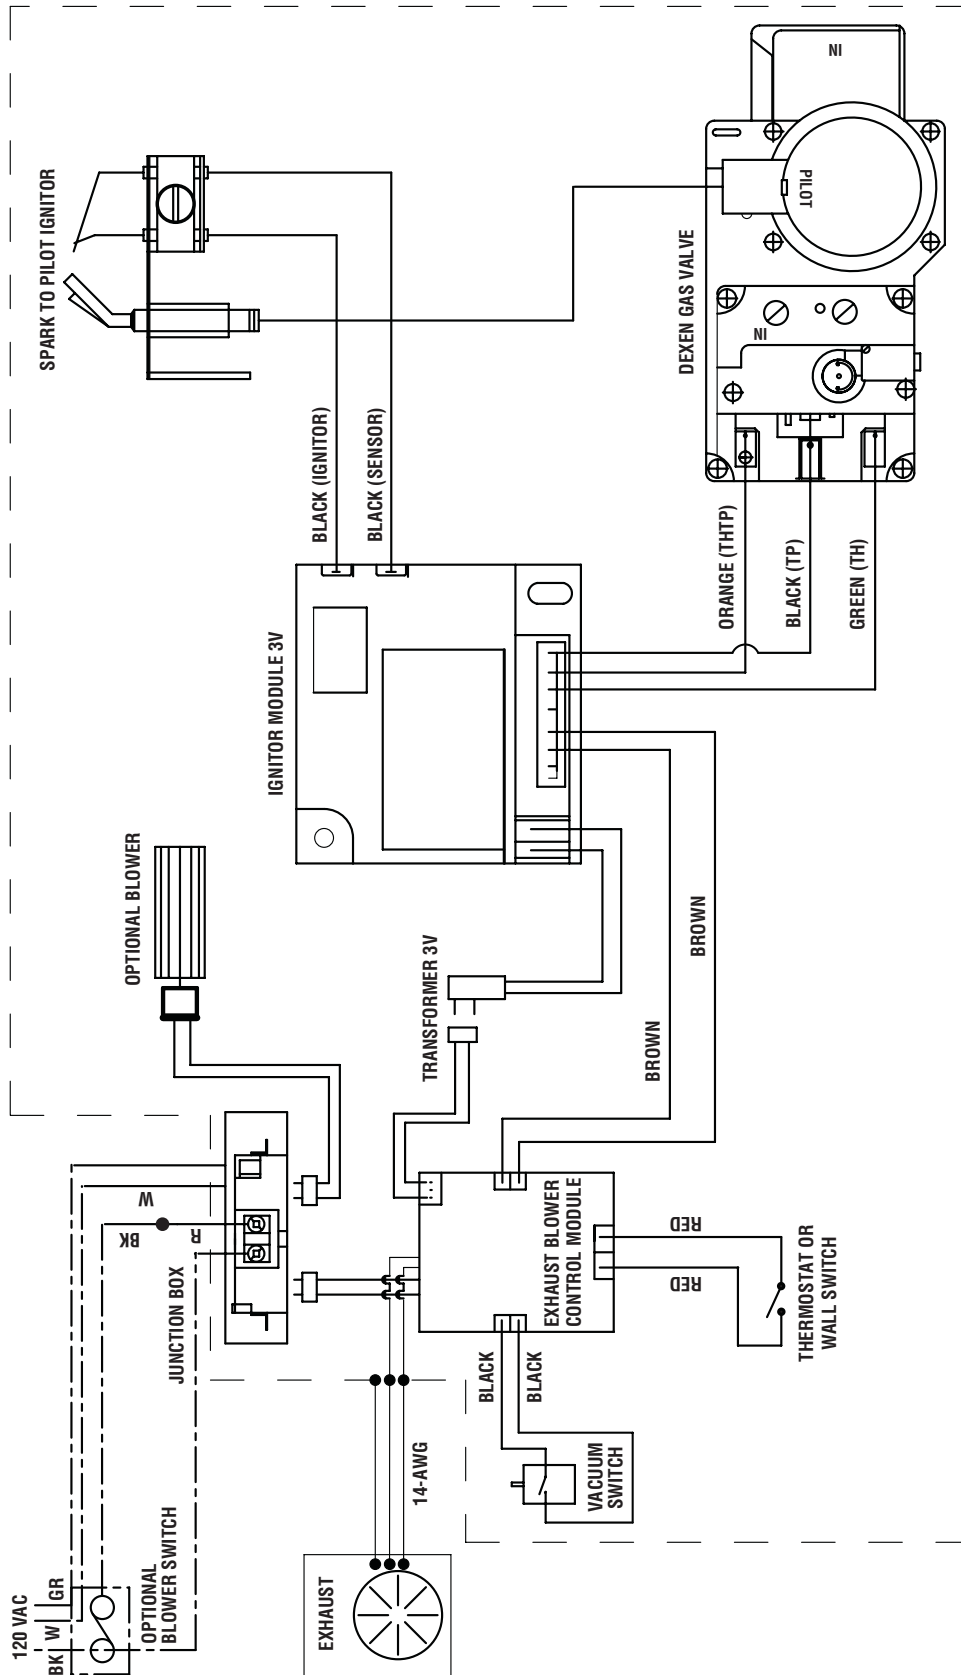 120 VAC
BK
W
GR
OPTIONAL
BLOWER SWITCH
EXHAUST
14-AWG
JUNCTION BOX
BK
R
W
VACUUM
SWITCH
BLACK
BLACK
EXHAUST BLOWER
CONTROL MODULE
RED
RED
THERMOSTAT OR
WALL SWITCH
OPTIONAL BLOWER
TRANSFORMER 3V
BROWN
BROWN
IGNITOR MODULE 3V
BLACK (IGNITOR)
BLACK (SENSOR)
ORANGE (THTP)
BLACK (TP)
GREEN (TH)
SPARK TO PILOT IGNITOR
DEXEN GAS VALVE
IN
PILOT
IN